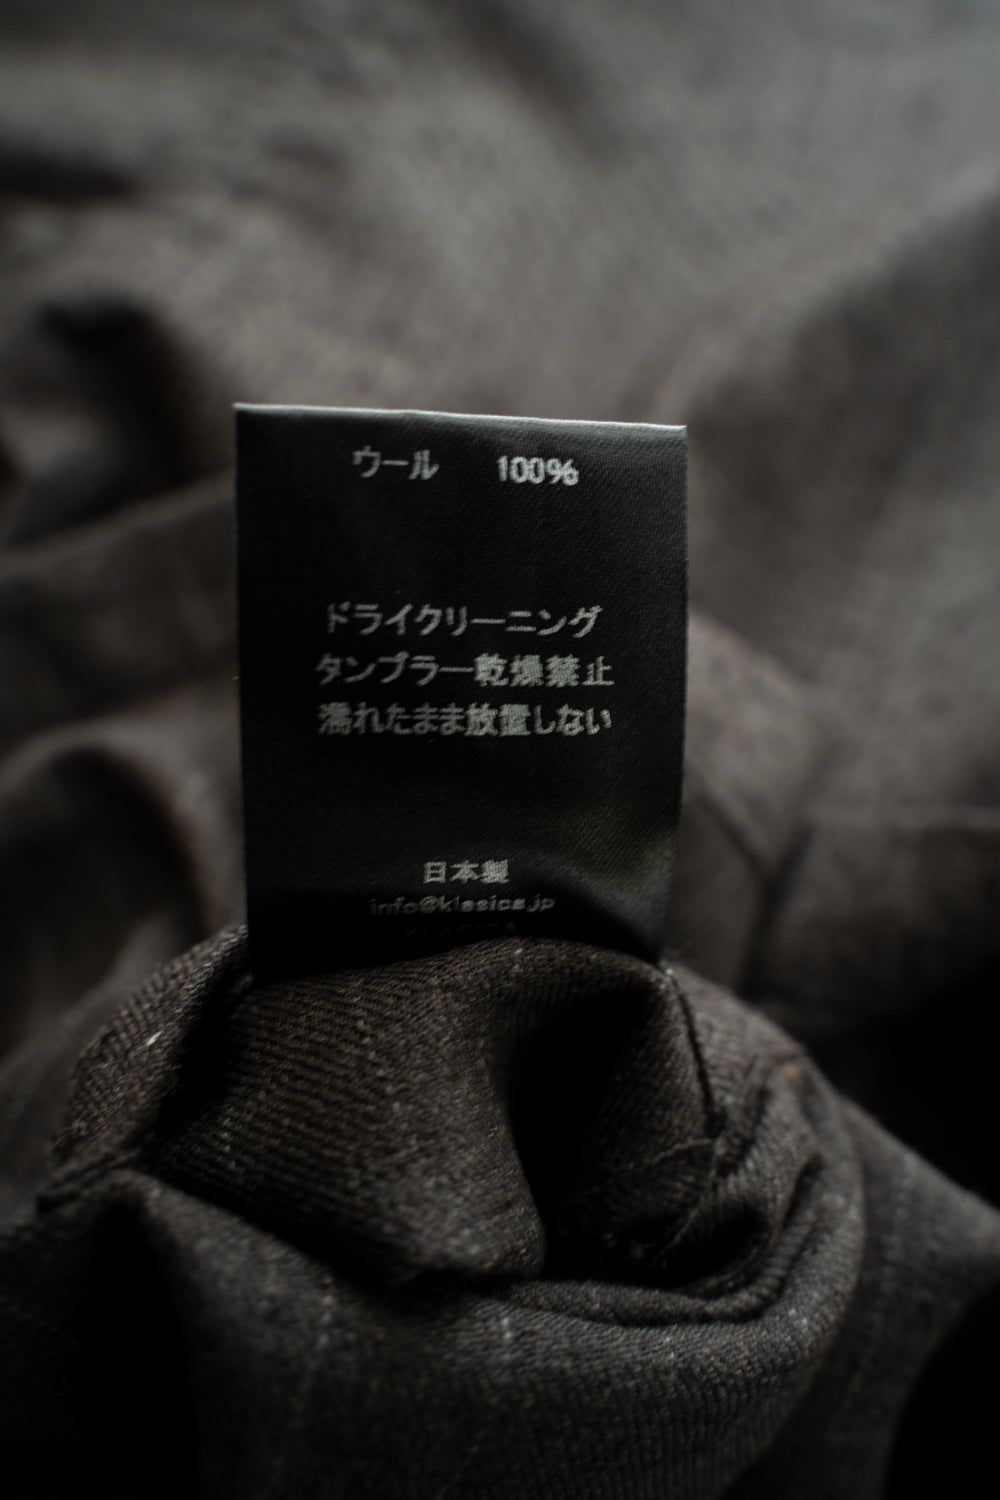 ウール 100%
ドライクリーニング
タンブラー乾燥禁止
濡れたまま放置しない
日本製
info@klasica.jp
KLASICA